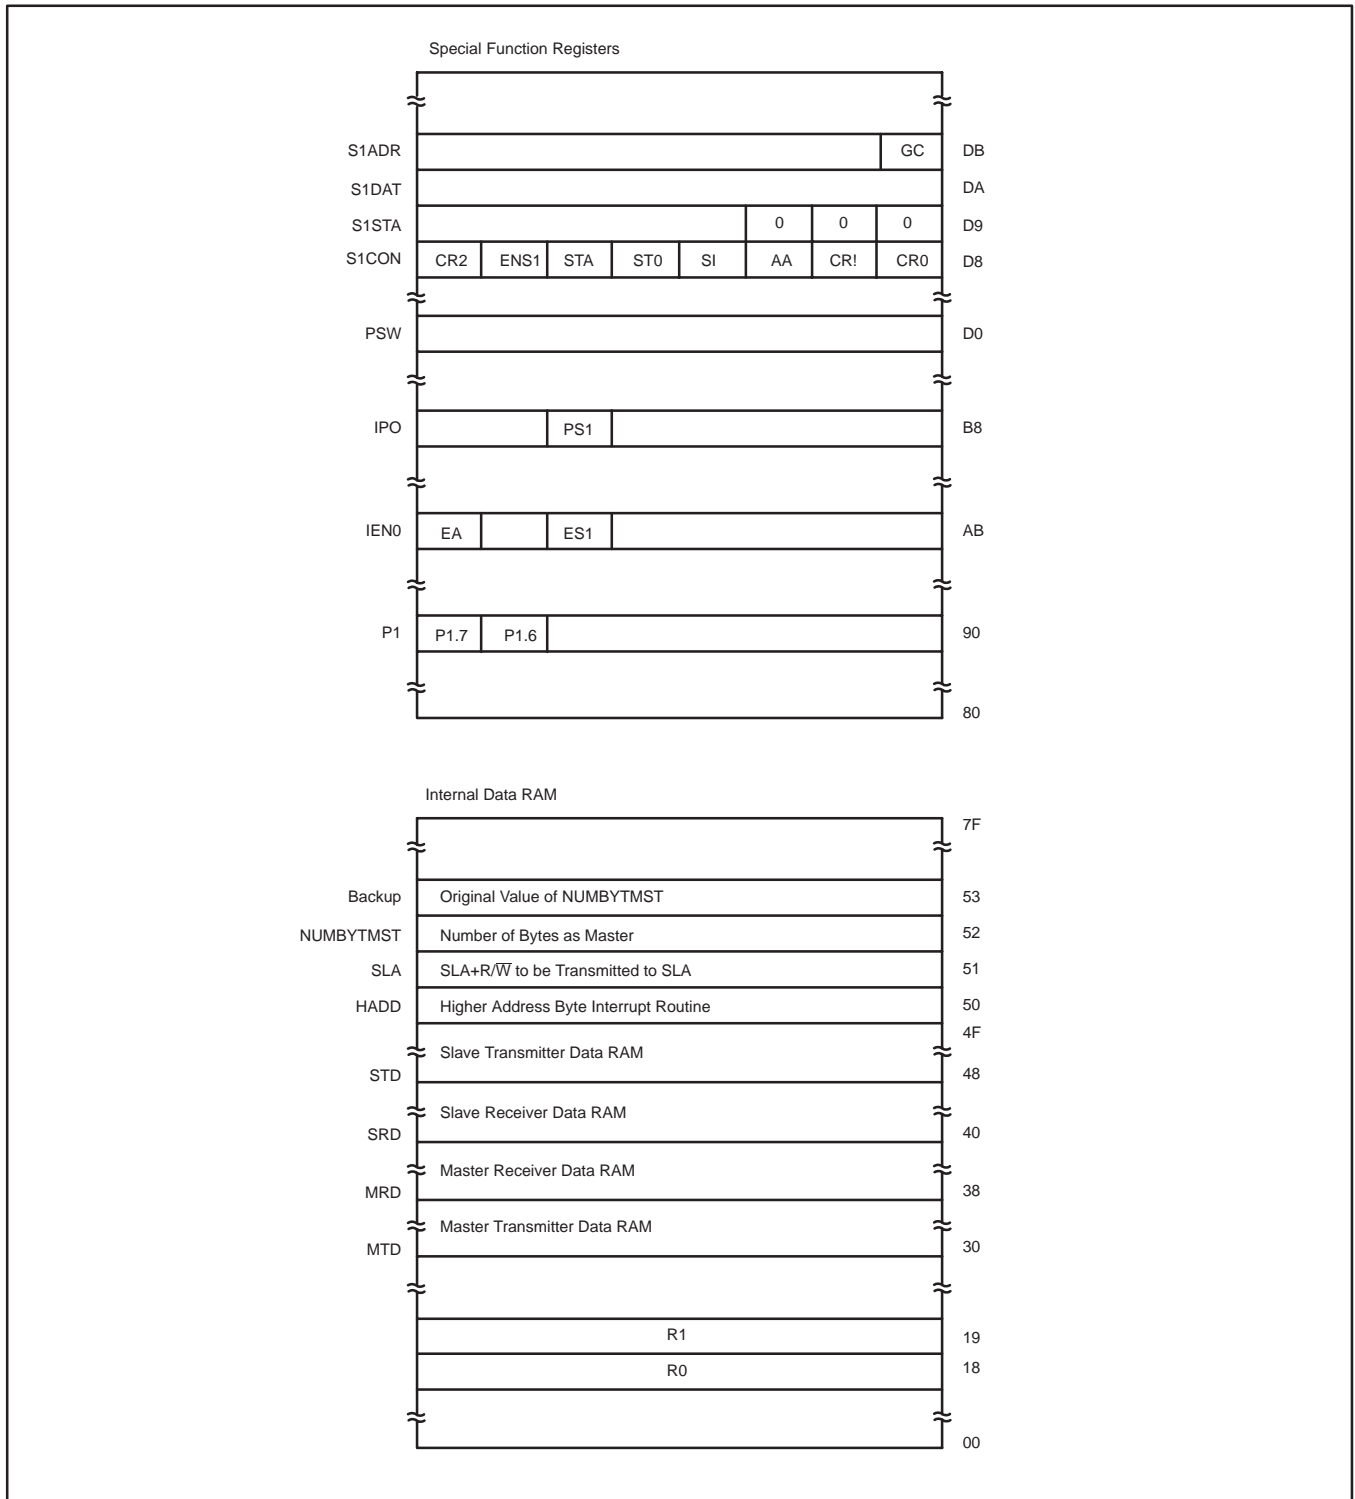 Special Function Registers
S1ADR GC DB
S1DAT DA
S1STA 0 0 0 D9
S1CON CR2 ENS1 STA ST0 SI AA CR! CR0 D8
PSW D0
IPO PS1 B8
IEN0 EA ES1 AB
P1 P1.7 P1.6 90
80
Internal Data RAM
7F
Backup Original Value of NUMBYTMST 53
NUMBYTMST Number of Bytes as Master 52
SLA SLA+R/W̅ to be Transmitted to SLA 51
HADD Higher Address Byte Interrupt Routine 50
4F
Slave Transmitter Data RAM
STD 48
Slave Receiver Data RAM
SRD 40
Master Receiver Data RAM
MRD 38
Master Transmitter Data RAM
MTD 30
R1 19
R0 18
00